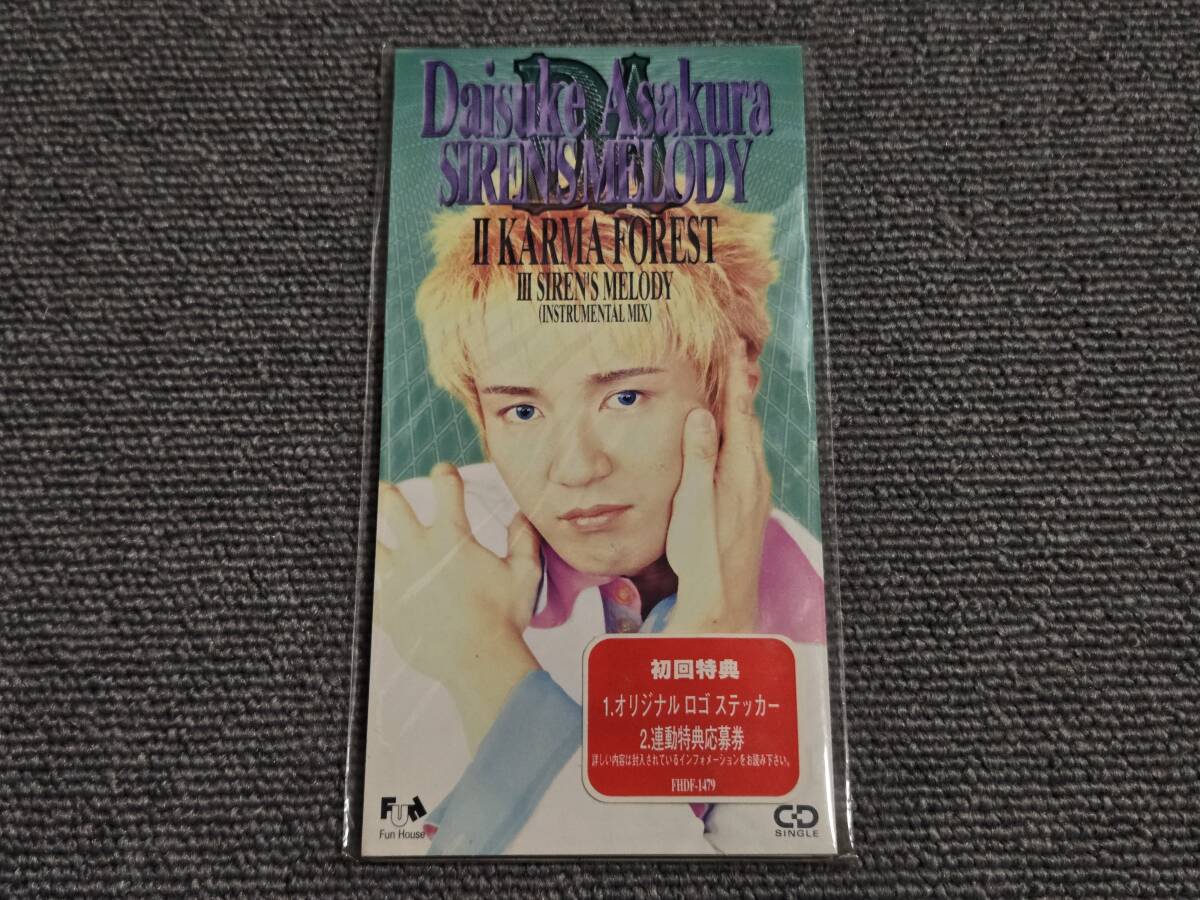 Daisuke Asakura
SIREN'S MELODY
II KARMA FOREST
III SIREN'S MELODY
(INSTRUMENTAL MIX)
初回特典
1.オリジナル ロゴ ステッカー
2.連動特典応募券
詳しい内容は封入されているインフォメーションをお読み下さい。
FHDF-1479
Fun
Fun House
CD
SINGLE